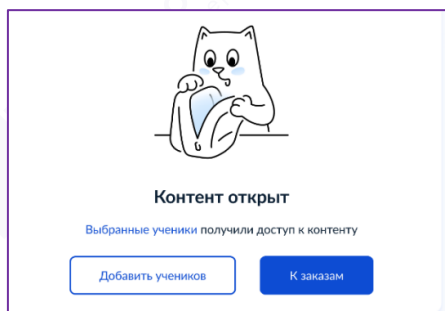 Контент открыт
Выбранные ученики получили доступ к контенту
Добавить учеников
К заказам